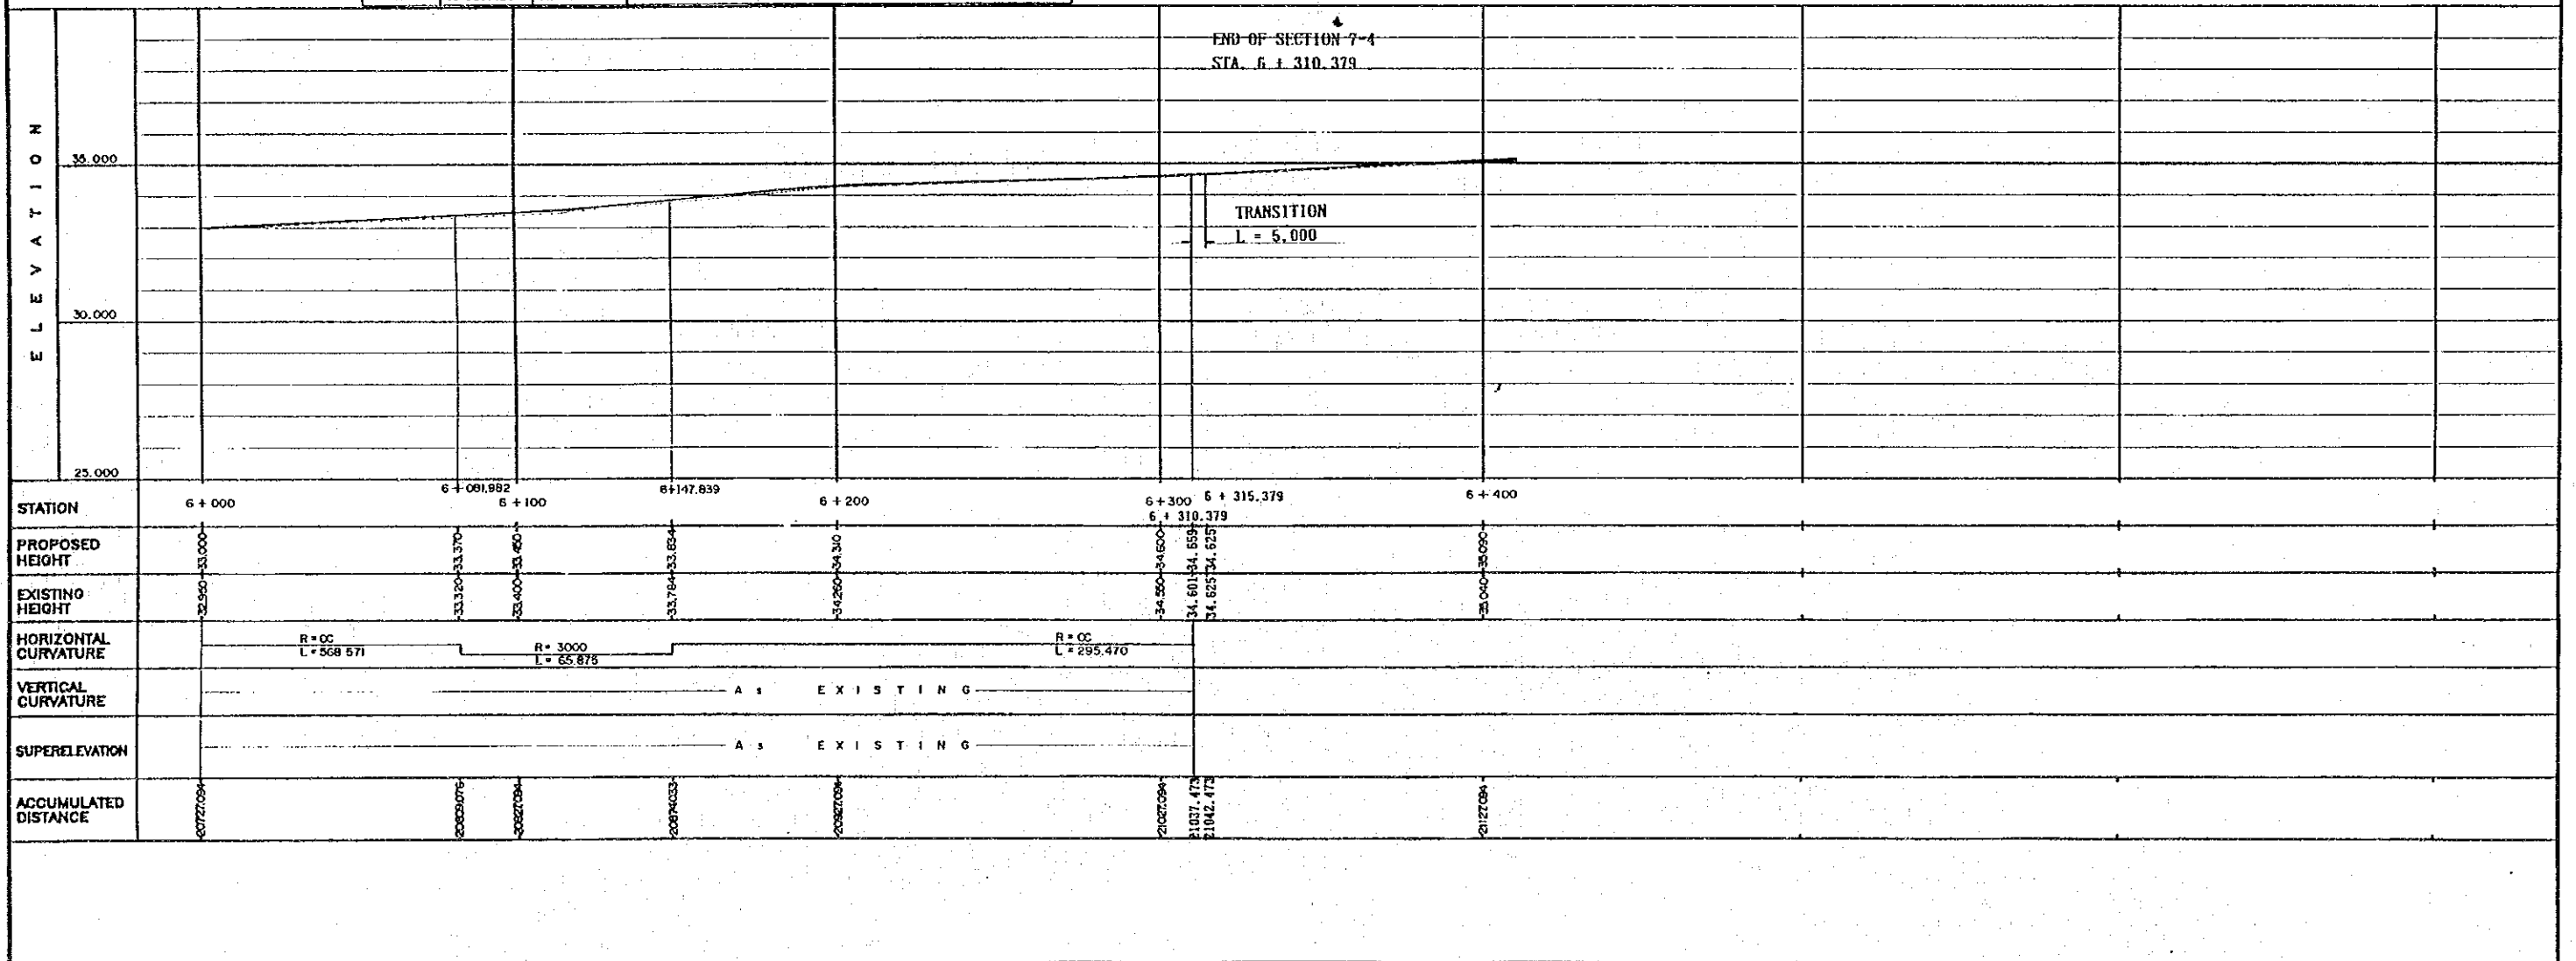 END OF SECTION 7-4
STA. 6 + 310.379
ELEVATION
35.000
30.000
25.000
TRANSITION
L = 5.000
STATION
6 + 000
6 + 081.982
6 + 100
6+147.839
6 + 200
6 + 300
6 + 310.379
6 + 315.379
6 + 400
PROPOSED HEIGHT
33.000
33.370
33.450
33.834
34.310
34.600
34.659
34.625
35.090
EXISTING HEIGHT
32.950
33.320
33.400
33.784
34.260
34.550
34.601
34.625
35.040
HORIZONTAL CURVATURE
R = ∞
L = 568 571
R = 3000
L = 65.875
R = ∞
L = 295.470
VERTICAL CURVATURE
As EXISTING
SUPERELEVATION
As EXISTING
ACCUMULATED DISTANCE
20727.094
20809.076
20827.094
20874.033
20927.094
21027.094
21037.473
21042.473
21127.094